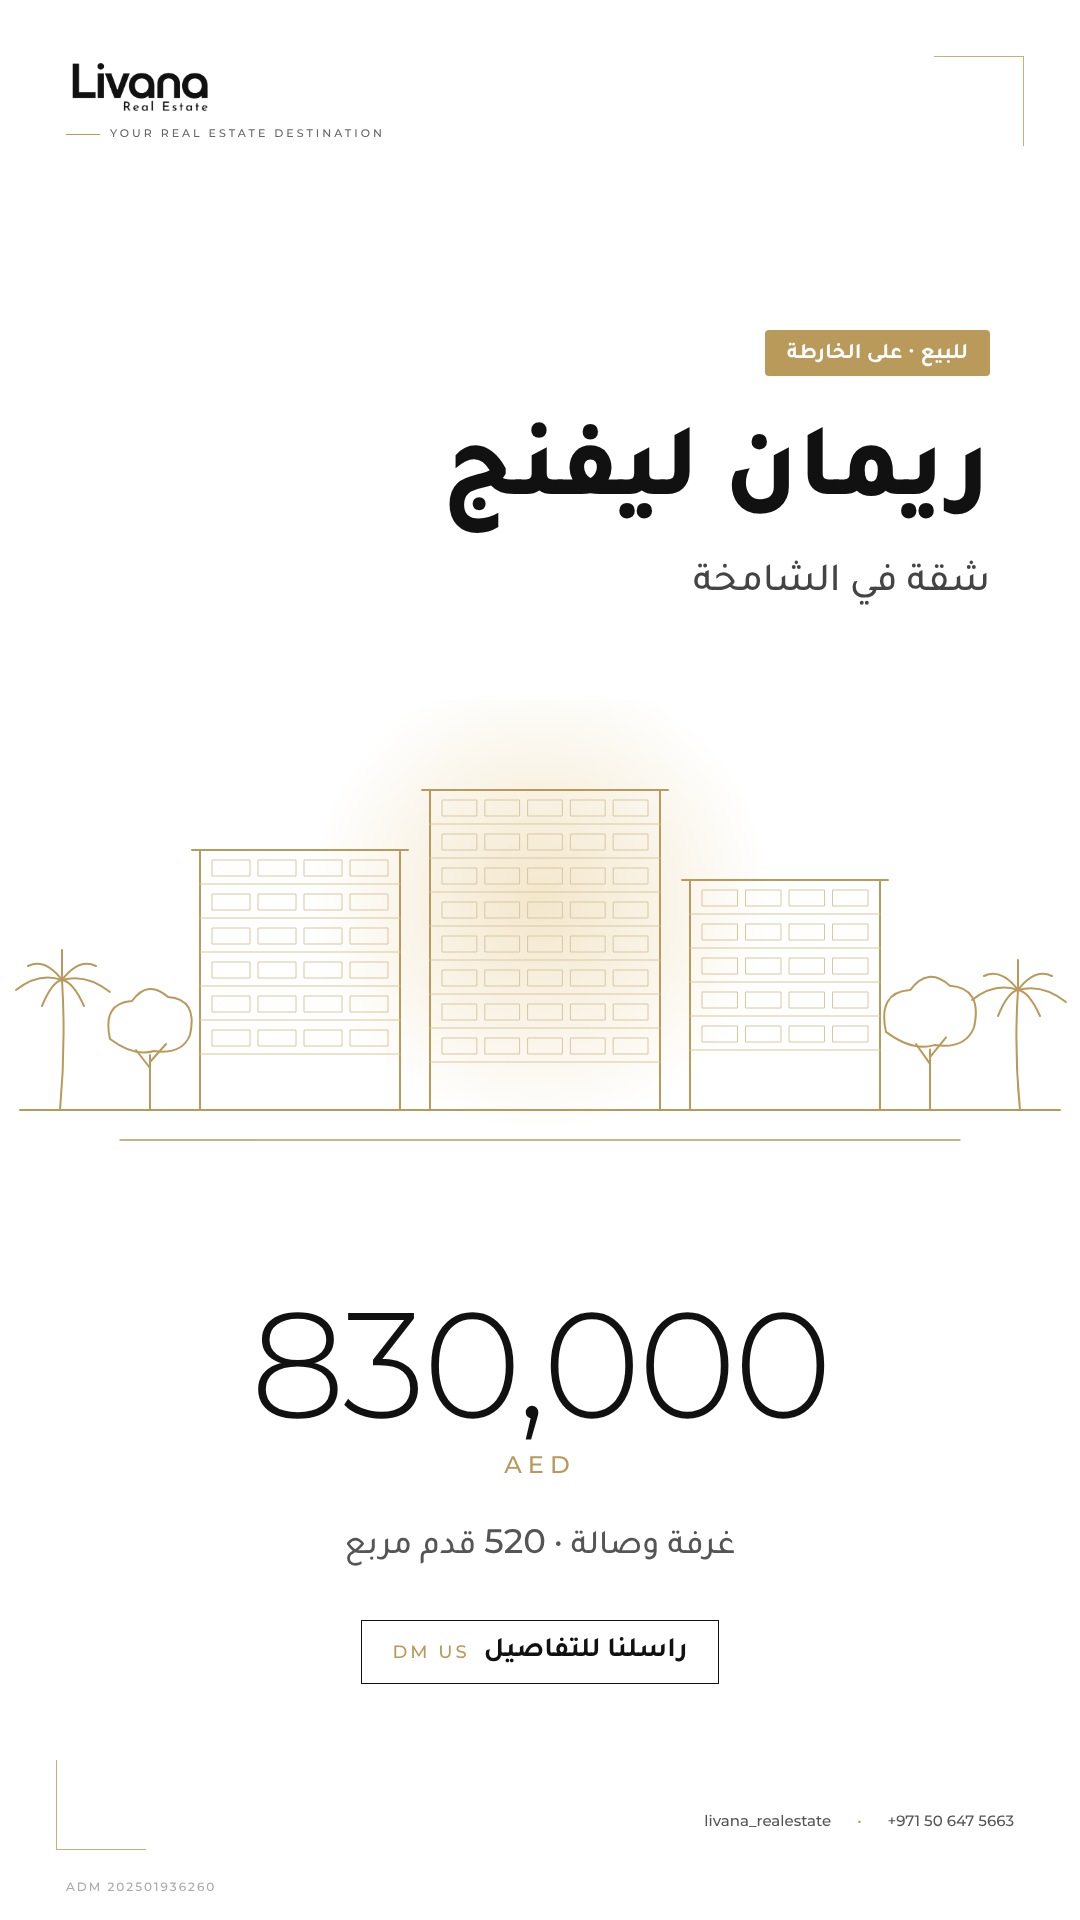 Livana
Real Estate
YOUR REAL ESTATE DESTINATION
للبيع · على الخارطة
ريمان ليفنج
شقة في الشامخة
830,000
AED
غرفة وصالة · 520 قدم مربع
راسلنا للتفاصيل DM US
livana_realestate · +971 50 647 5663
ADM 202501936260